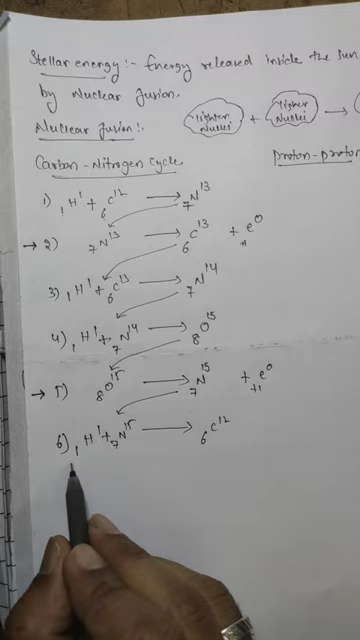 Stellar energy :- Energy released inside the Sun
by Nuclear fusion.
Nuclear fusion :- Lighter Nuclei + Lighter Nuclei →
Carbon-Nitrogen Cycle
Proton-proton
1) ₁H¹ + ₆C¹² → ₇N¹³
→ 2) ₇N¹³ → ₆C¹³ + ₊₁e⁰
3) ₁H¹ + ₆C¹³ → ₇N¹⁴
4) ₁H¹ + ₇N¹⁴ → ₈O¹⁵
→ 5) ₈O¹⁵ → ₇N¹⁵ + ₊₁e⁰
6) ₁H¹ + ₇N¹⁵ → ₆C¹²